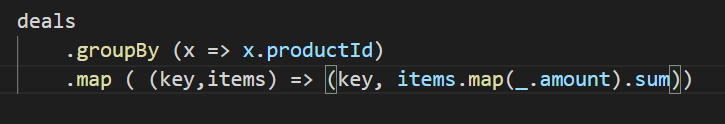 deals
.groupBy (x => x.productId)
.map ( (key,items) => (key, items.map(_.amount).sum))